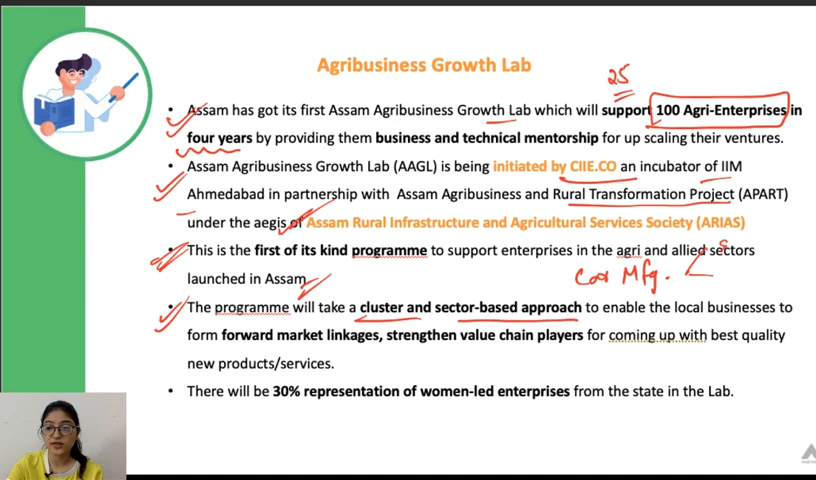 Agribusiness Growth Lab
25
• Assam has got its first Assam Agribusiness Growth Lab which will support 100 Agri-Enterprises in
four years by providing them business and technical mentorship for up scaling their ventures.
• Assam Agribusiness Growth Lab (AAGL) is being initiated by CIIE.CO an incubator of IIM
Ahmedabad in partnership with Assam Agribusiness and Rural Transformation Project (APART)
under the aegis of Assam Rural Infrastructure and Agricultural Services Society (ARIAS)
• This is the first of its kind programme to support enterprises in the agri and allied sectors
launched in Assam
Mfg.
• The programme will take a cluster and sector-based approach to enable the local businesses to
form forward market linkages, strengthen value chain players for coming up with best quality
new products/services.
• There will be 30% representation of women-led enterprises from the state in the Lab.